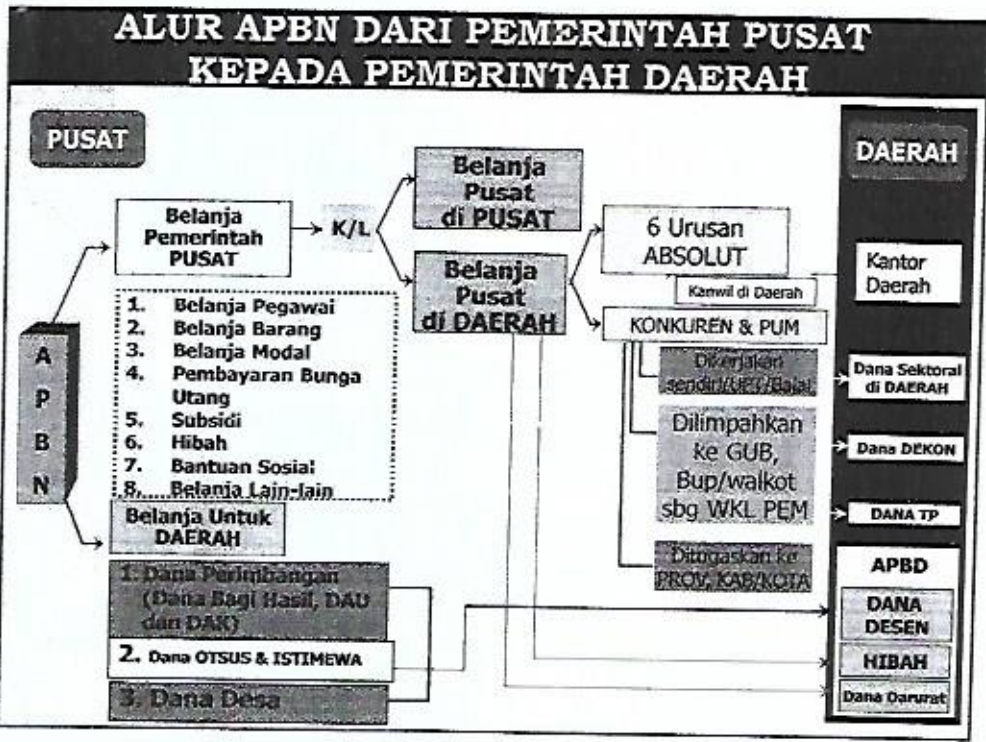 ALUR APBN DARI PEMERINTAH PUSAT
KEPADA PEMERINTAH DAERAH
PUSAT
DAERAH
Belanja
Pemerintah
PUSAT
K/L
Belanja
Pusat
di PUSAT
Belanja
Pusat
di DAERAH
6 Urusan
ABSOLUT
Kanwil di Daerah
KONKUREN & PUM
Kantor
Daerah
A
P
B
N
1. Belanja Pegawai
2. Belanja Barang
3. Belanja Modal
4. Pembayaran Bunga
Utang
5. Subsidi
6. Hibah
7. Bantuan Sosial
8. Belanja Lain-lain
Dikerjakan
sendiri/UPT/Balai
Dana Sektoral
di DAERAH
Dilimpahkan
ke GUB,
Bup/walkot
sbg WKL PEM
Dana DEKON
DANA TP
Ditugaskan ke
PROV, KAB/KOTA
Belanja Untuk
DAERAH
1. Dana Perimbangan
(Dana Bagi Hasil, DAU
dan DAK)
2. Dana OTSUS & ISTIMEWA
3. Dana Desa
APBD
DANA
DESEN
HIBAH
Dana Darurat